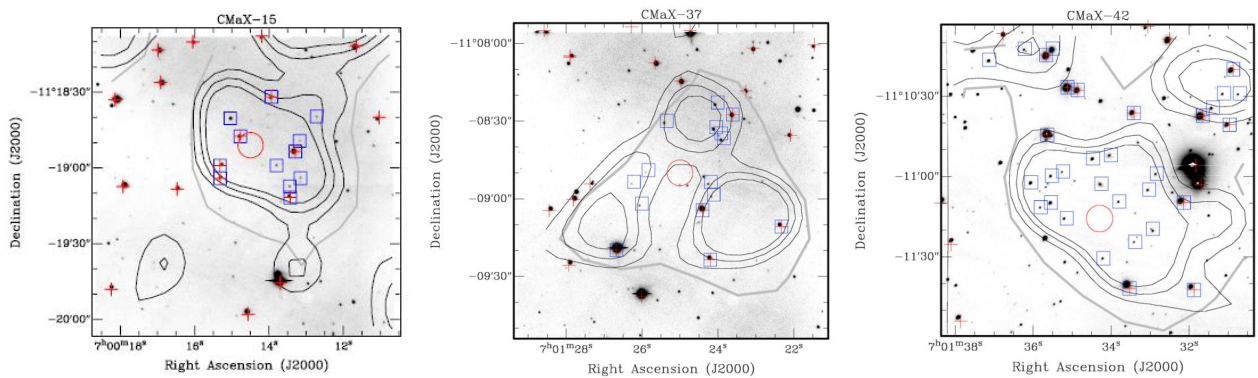 CMaX-15
Declination (J2000)
-11°18'30"
-19'00"
-19'30"
-20'00"
7ʰ00ᵐ18ˢ
16ˢ
14ˢ
12ˢ
Right Ascension (J2000)
CMaX-37
Declination (J2000)
-11°08'00"
-08'30"
-09'00"
-09'30"
7ʰ01ᵐ28ˢ
26ˢ
24ˢ
22ˢ
Right Ascension (J2000)
CMaX-42
Declination (J2000)
-11°10'30"
-11'00"
-11'30"
7ʰ01ᵐ38ˢ
36ˢ
34ˢ
32ˢ
Right Ascension (J2000)